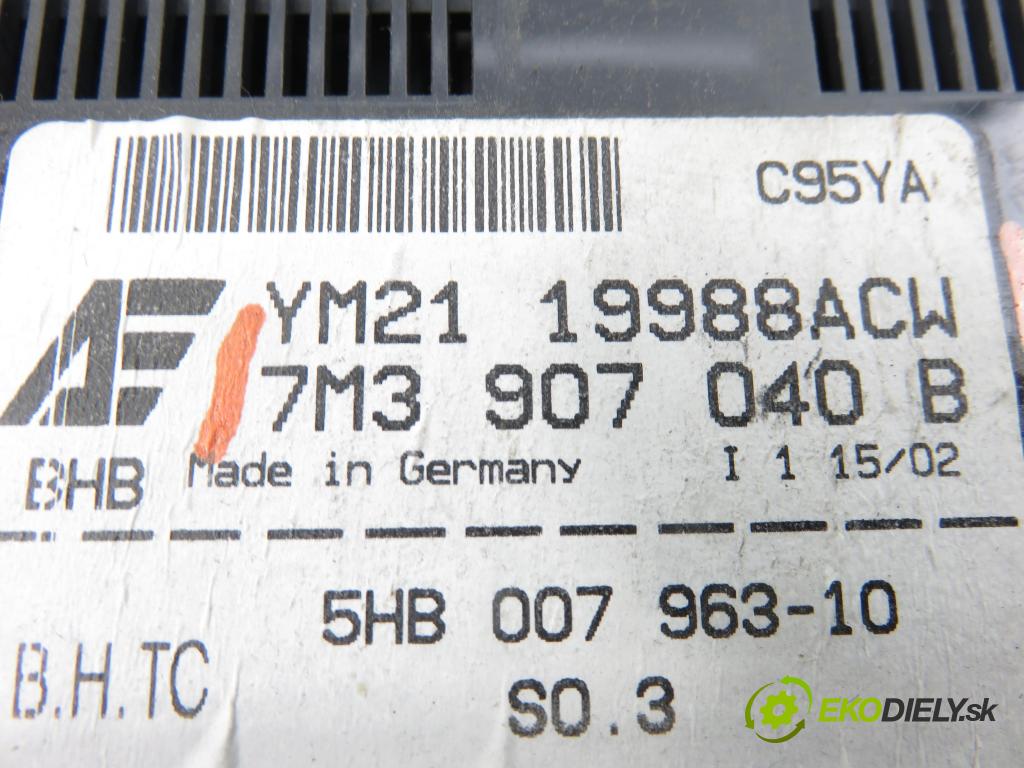 C95YA
YM21 19988ACW
7M3 907 040 B
BHB Made in Germany I 1 15/02
5HB 007 963-10
B.H.TC
SO.3
EKODIELY.sk